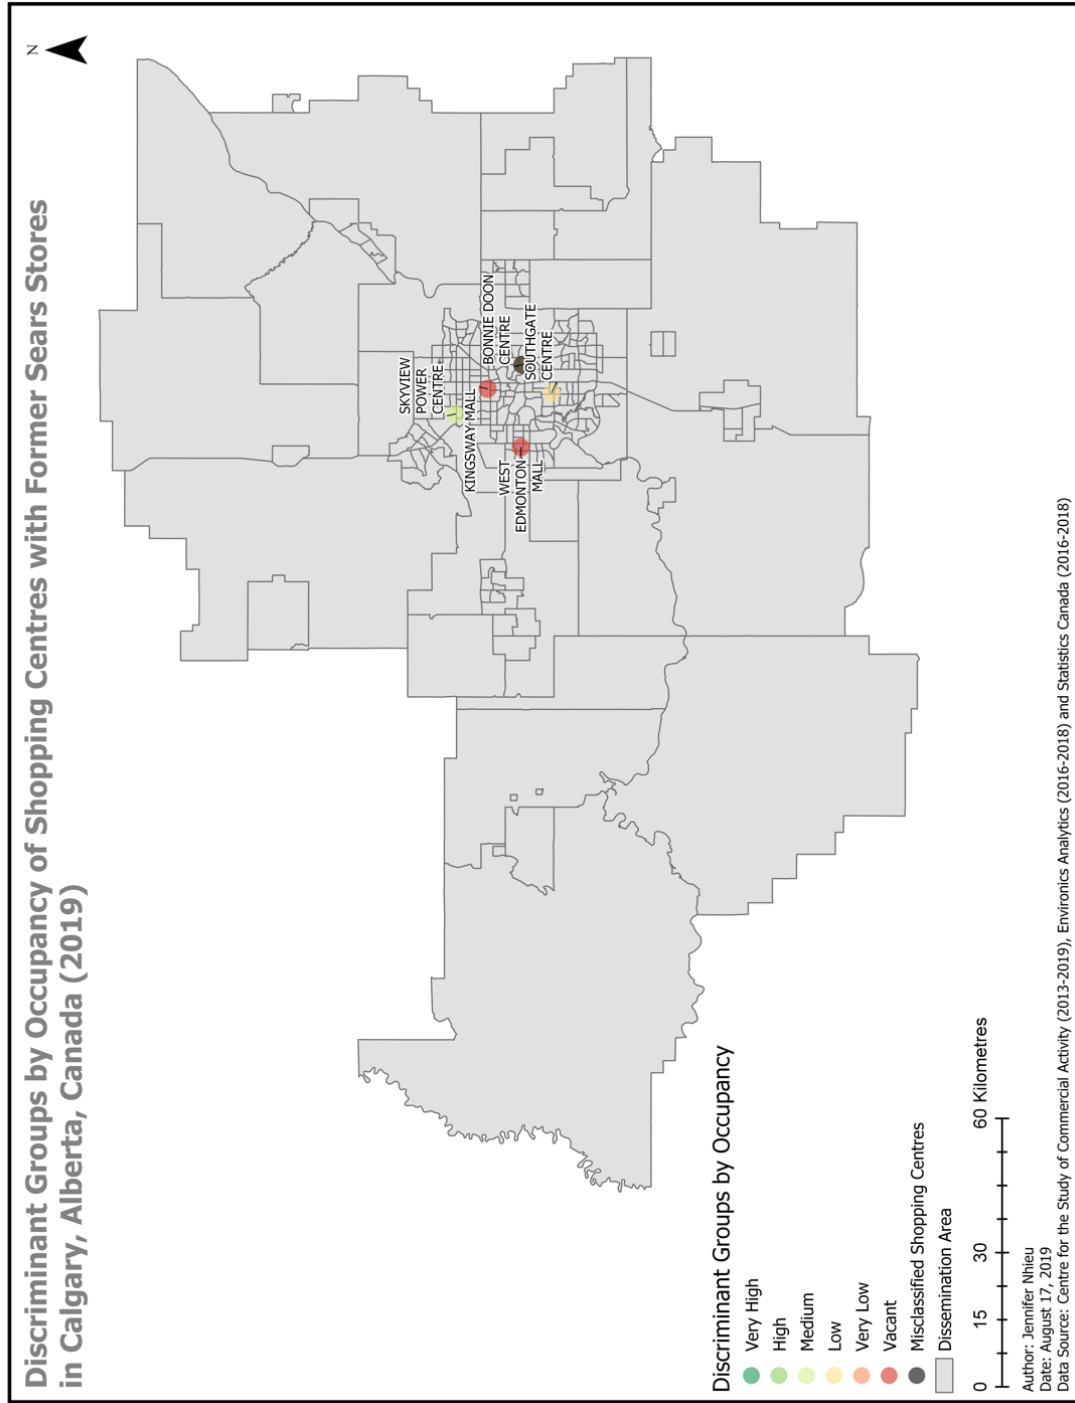 Discriminant Groups by Occupancy of Shopping Centres with Former Sears Stores
in Calgary, Alberta, Canada (2019)
N
SKYVIEW
POWER
CENTRE
KINGSWAY MALL
BONNIE DOON
CENTRE
SOUTHGATE
CENTRE
WEST
EDMONTON
MALL
Discriminant Groups by Occupancy
Very High
High
Medium
Low
Very Low
Vacant
Misclassified Shopping Centres
Dissemination Area
0 15 30 60 Kilometres
Author: Jennifer Nhieu
Date: August 17, 2019
Data Source: Centre for the Study of Commercial Activity (2013-2019), Environics Analytics (2016-2018) and Statistics Canada (2016-2018)